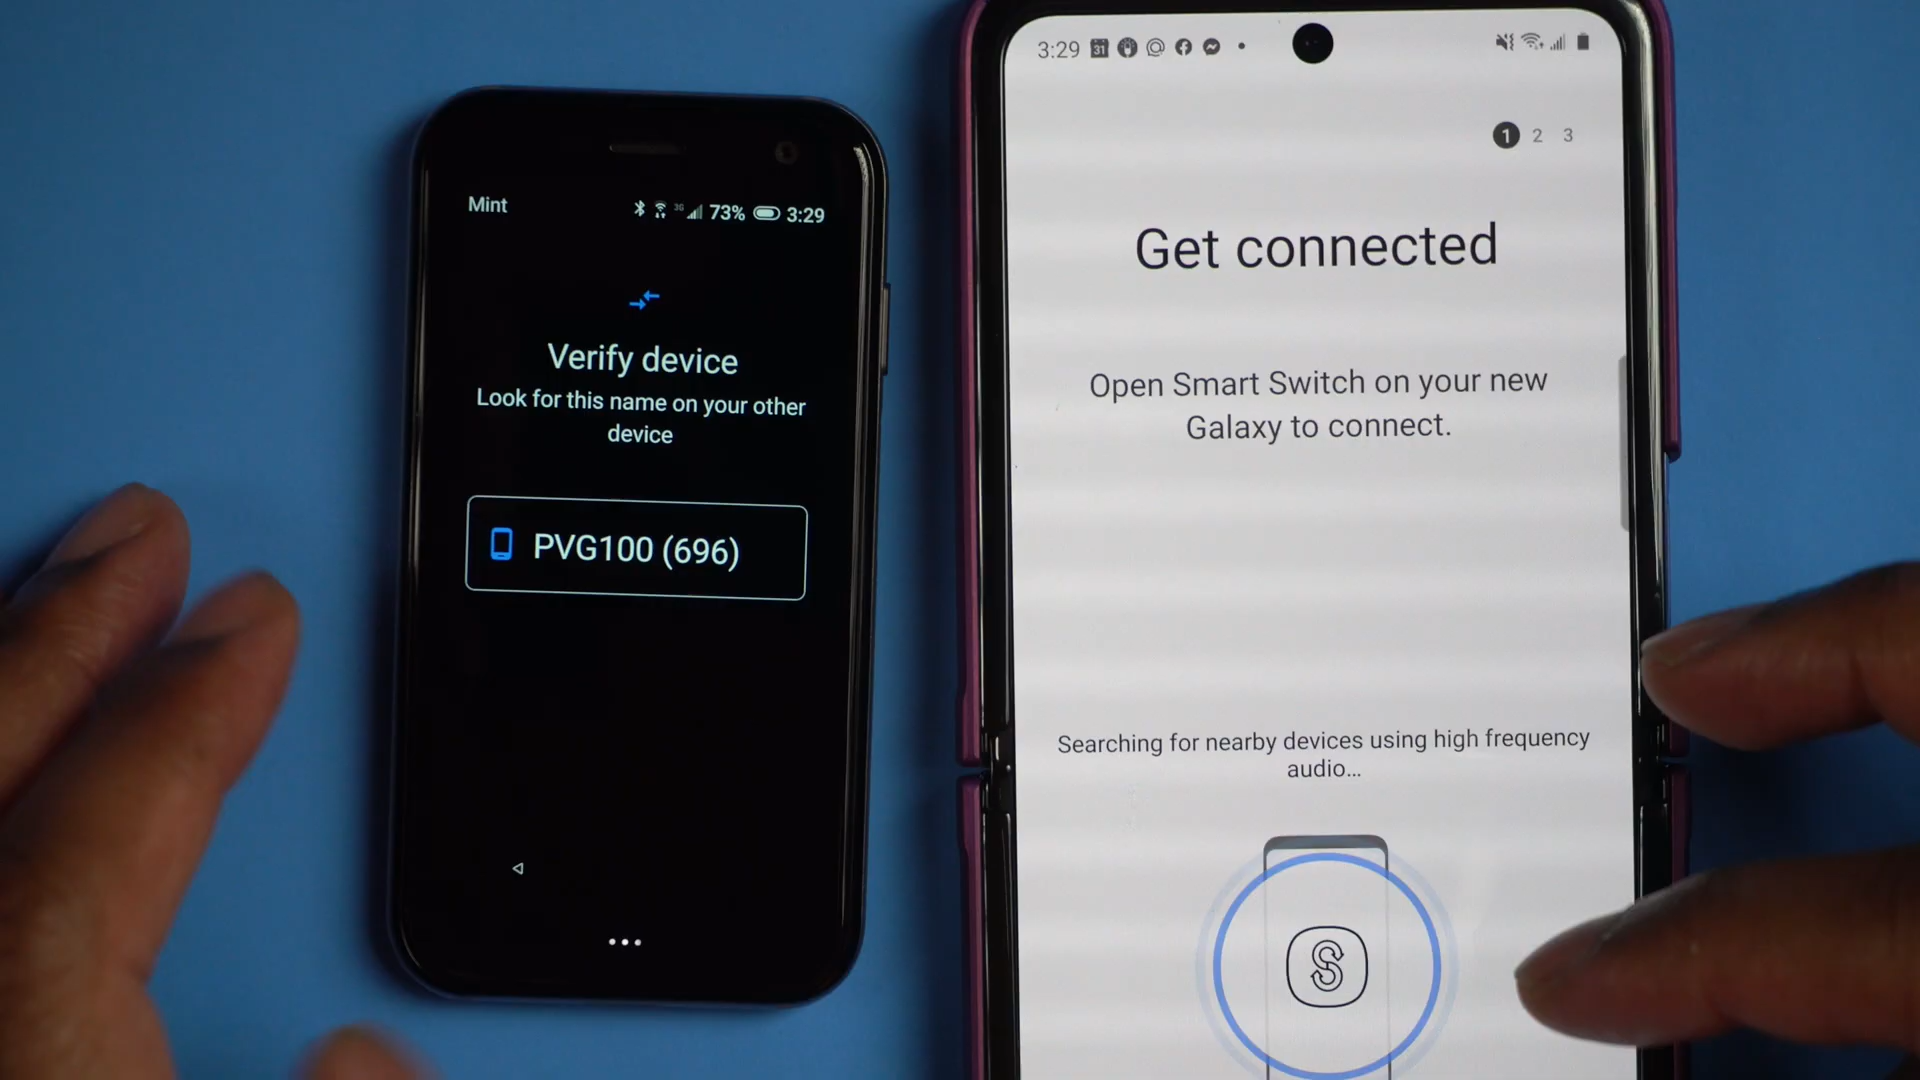 Mint
3G 73% 3:29
Verify device
Look for this name on your other
device
PVG100 (696)
3:29 31
1 2 3
Get connected
Open Smart Switch on your new
Galaxy to connect.
Searching for nearby devices using high frequency
audio...
S